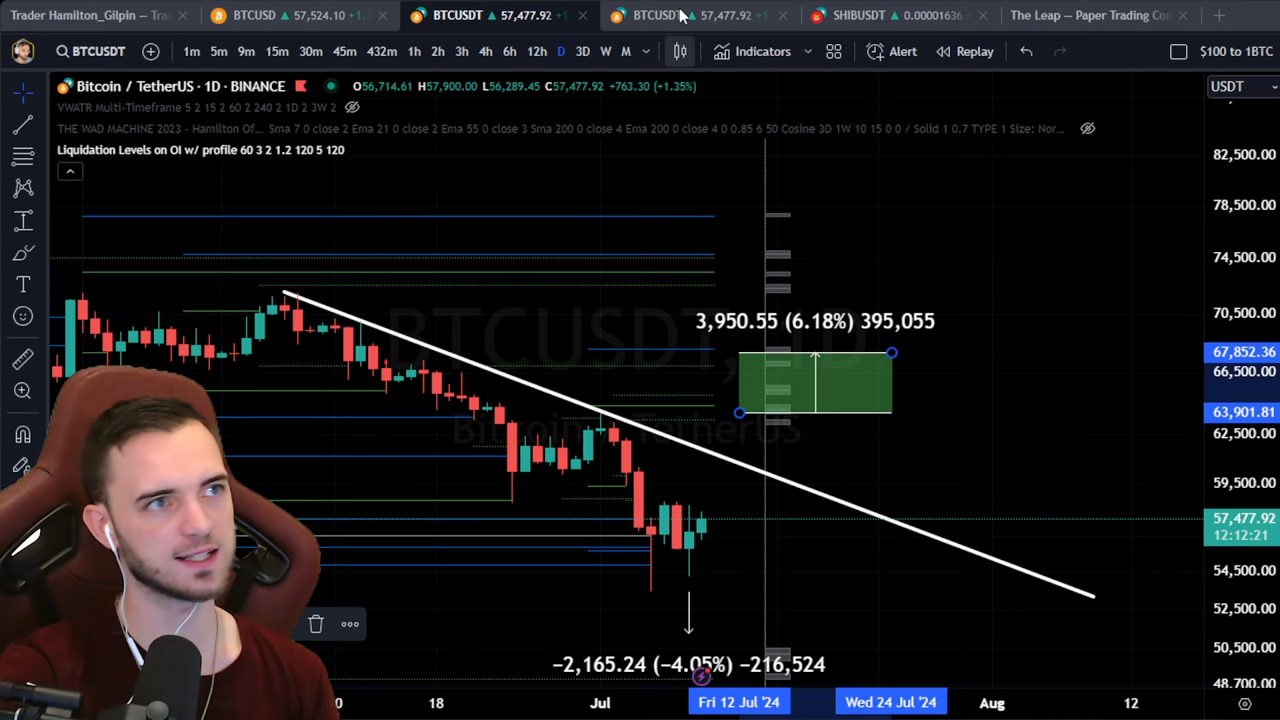 Trader Hamilton_Gilpin — Tra
BTCUSD ▲ 57,524.10 +1.3
BTCUSDT ▲ 57,477.92 +1
BTCUSDT ▲ 57,477.92 +1
SHIBUSDT ▲ 0.00001636 +
The Leap — Paper Trading Con
BTCUSDT
1m 5m 9m 15m 30m 45m 432m 1h 2h 3h 4h 6h 12h D 3D W M
Indicators
Alert
Replay
$100 to 1BTC
Bitcoin / TetherUS · 1D · BINANCE
O56,714.61 H57,900.00 L56,289.45 C57,477.92 +763.30 (+1.35%)
USDT
VWATR Multi-Timeframe 5 2 15 2 60 2 240 2 1D 2 3W 2
THE WAD MACHINE 2023 - Hamilton Of... Sma 7 0 close 2 Ema 21 0 close 2 Ema 55 0 close 3 Sma 200 0 close 4 Ema 200 0 close 4 0 0.85 6 50 Cosine 3D 1W 10 15 0 0 / Solid 1 0.7 TYPE 1 Size: Nor...
Liquidation Levels on OI w/ profile 60 3 2 1.2 120 5 120
82,500.00
78,500.00
74,500.00
70,500.00
BTCUSDT, 1D
3,950.55 (6.18%) 395,055
67,852.36
66,500.00
63,901.81
Bitcoin / TetherUS
62,500.00
59,500.00
57,477.92
12:12:21
54,500.00
52,500.00
50,500.00
−2,165.24 (−4.05%) −216,524
48,700.00
18
Jul
Fri 12 Jul '24
Wed 24 Jul '24
Aug
12